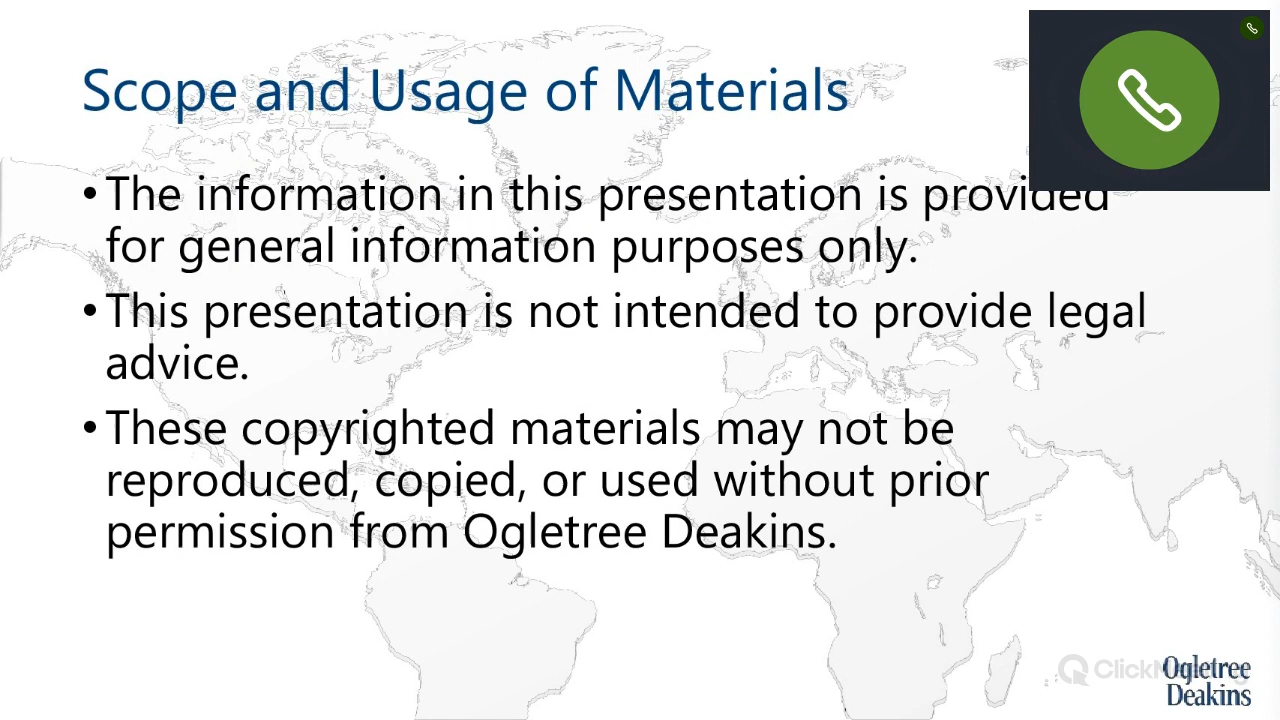 Scope and Usage of Materials
• The information in this presentation is provided
for general information purposes only.
• This presentation is not intended to provide legal
advice.
• These copyrighted materials may not be
reproduced, copied, or used without prior
permission from Ogletree Deakins.
Ogletree
Deakins